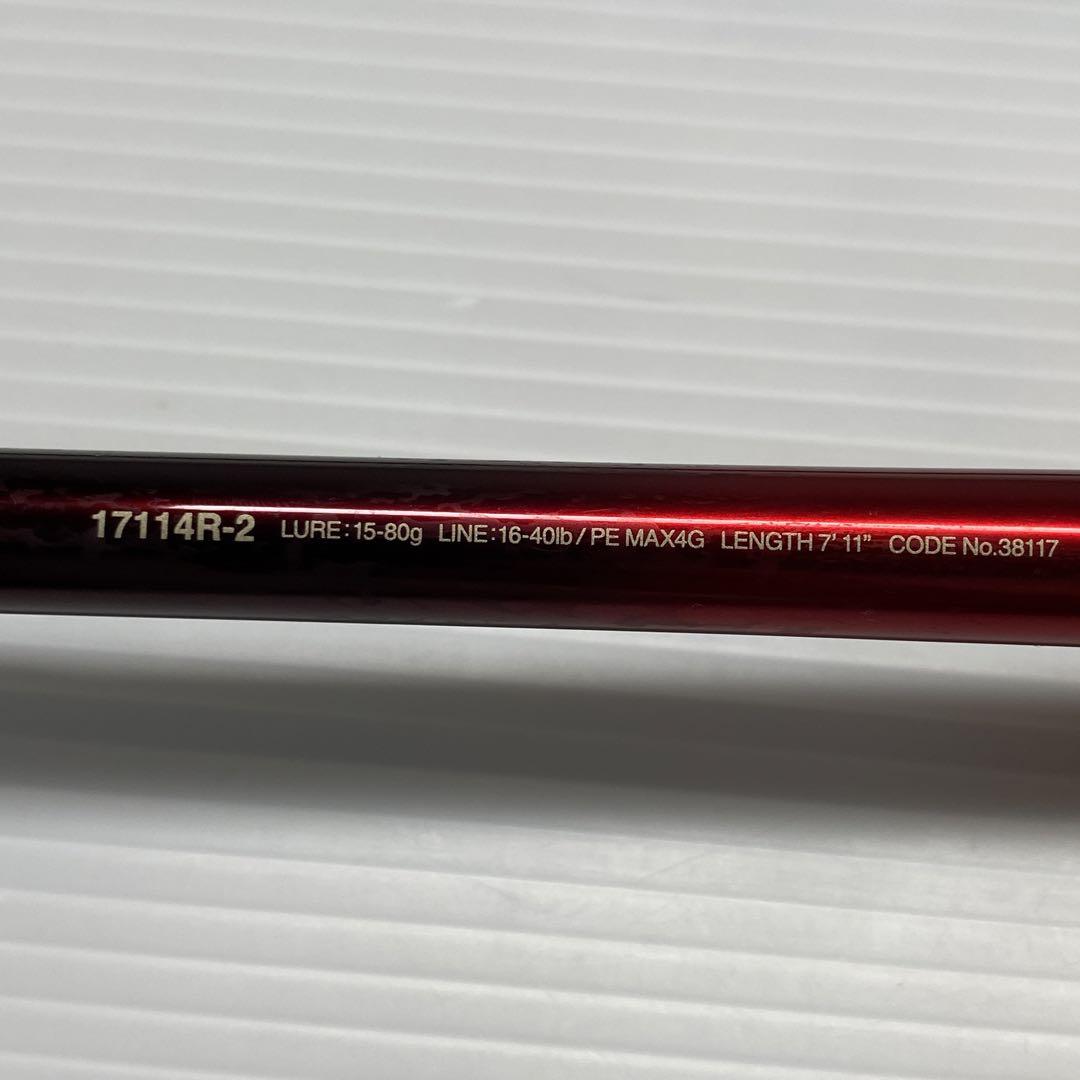 17114R-2 LURE:15-80g LINE:16-40lb/PE MAX4G LENGTH 7' 11" CODE No.38117